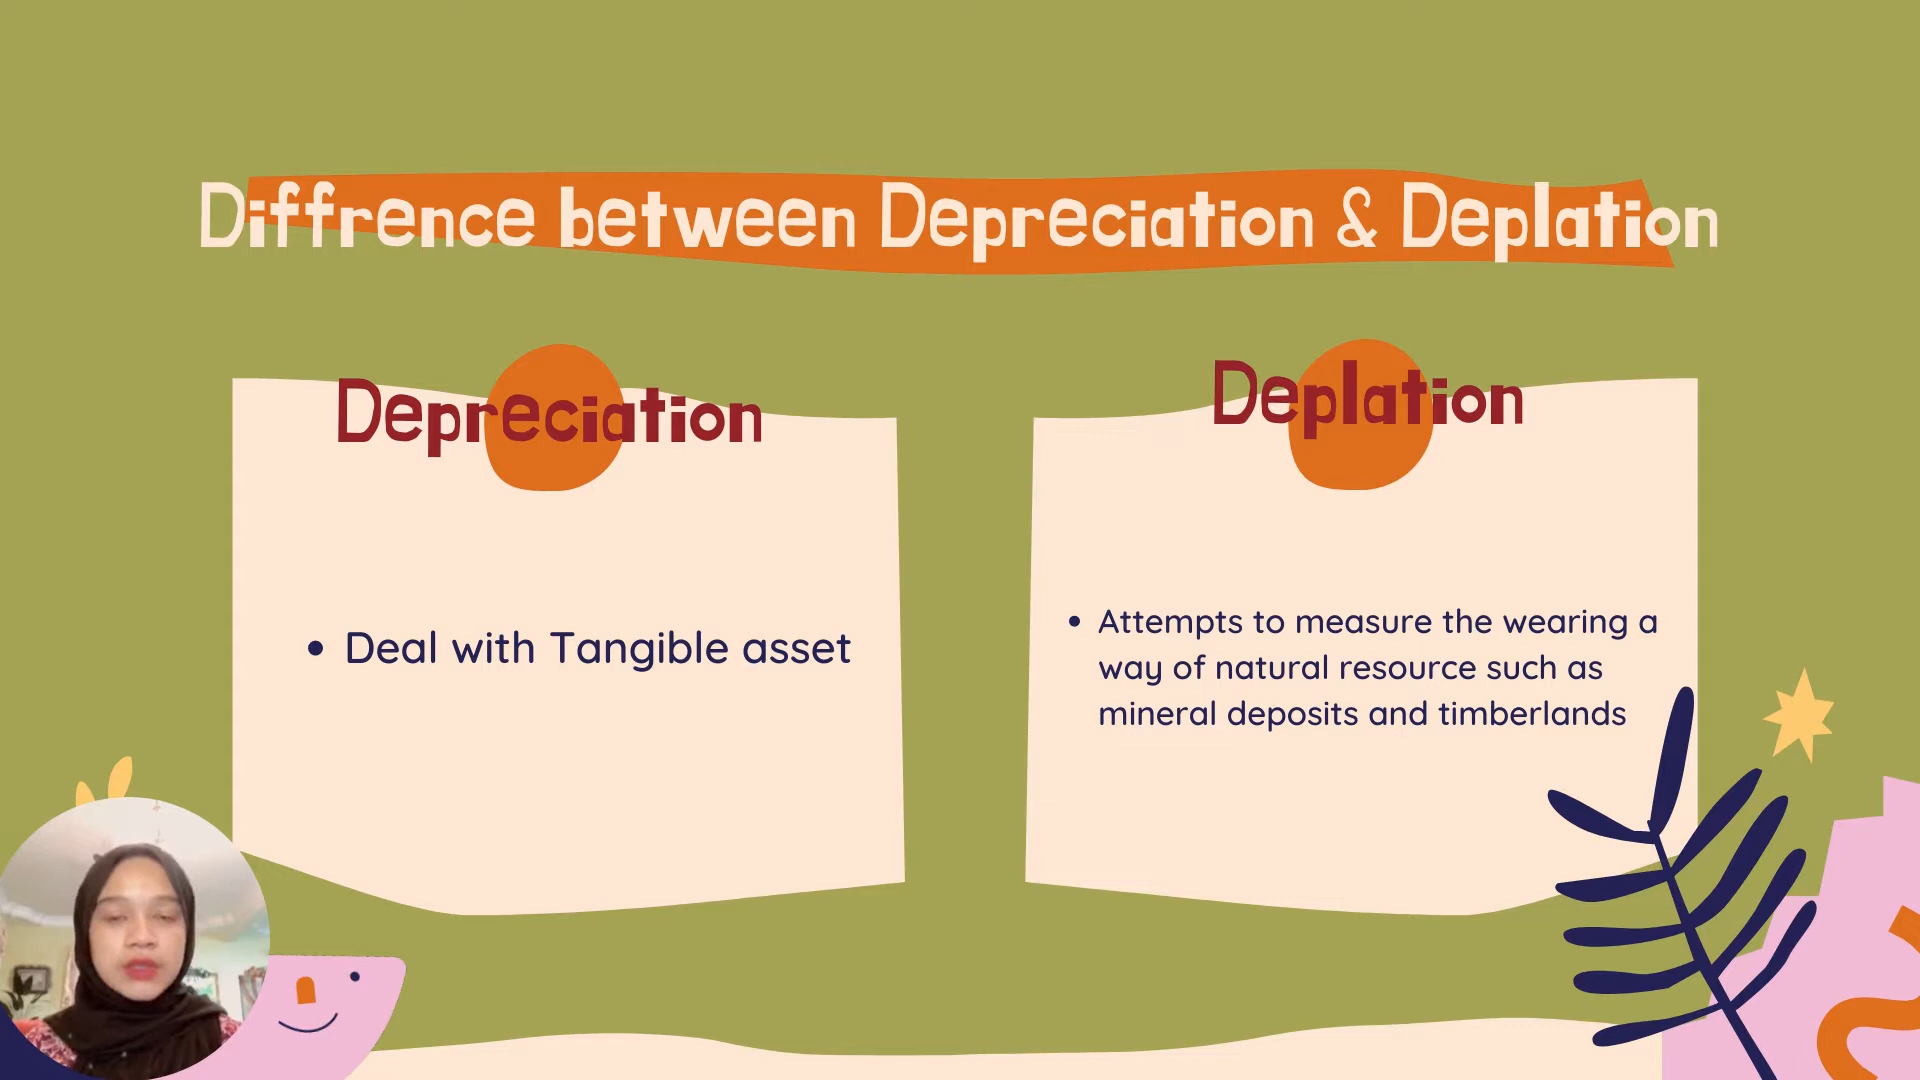 Diffrence between Depreciation & Deplation
Depreciation
• Deal with Tangible asset
Deplation
• Attempts to measure the wearing a
way of natural resource such as
mineral deposits and timberlands